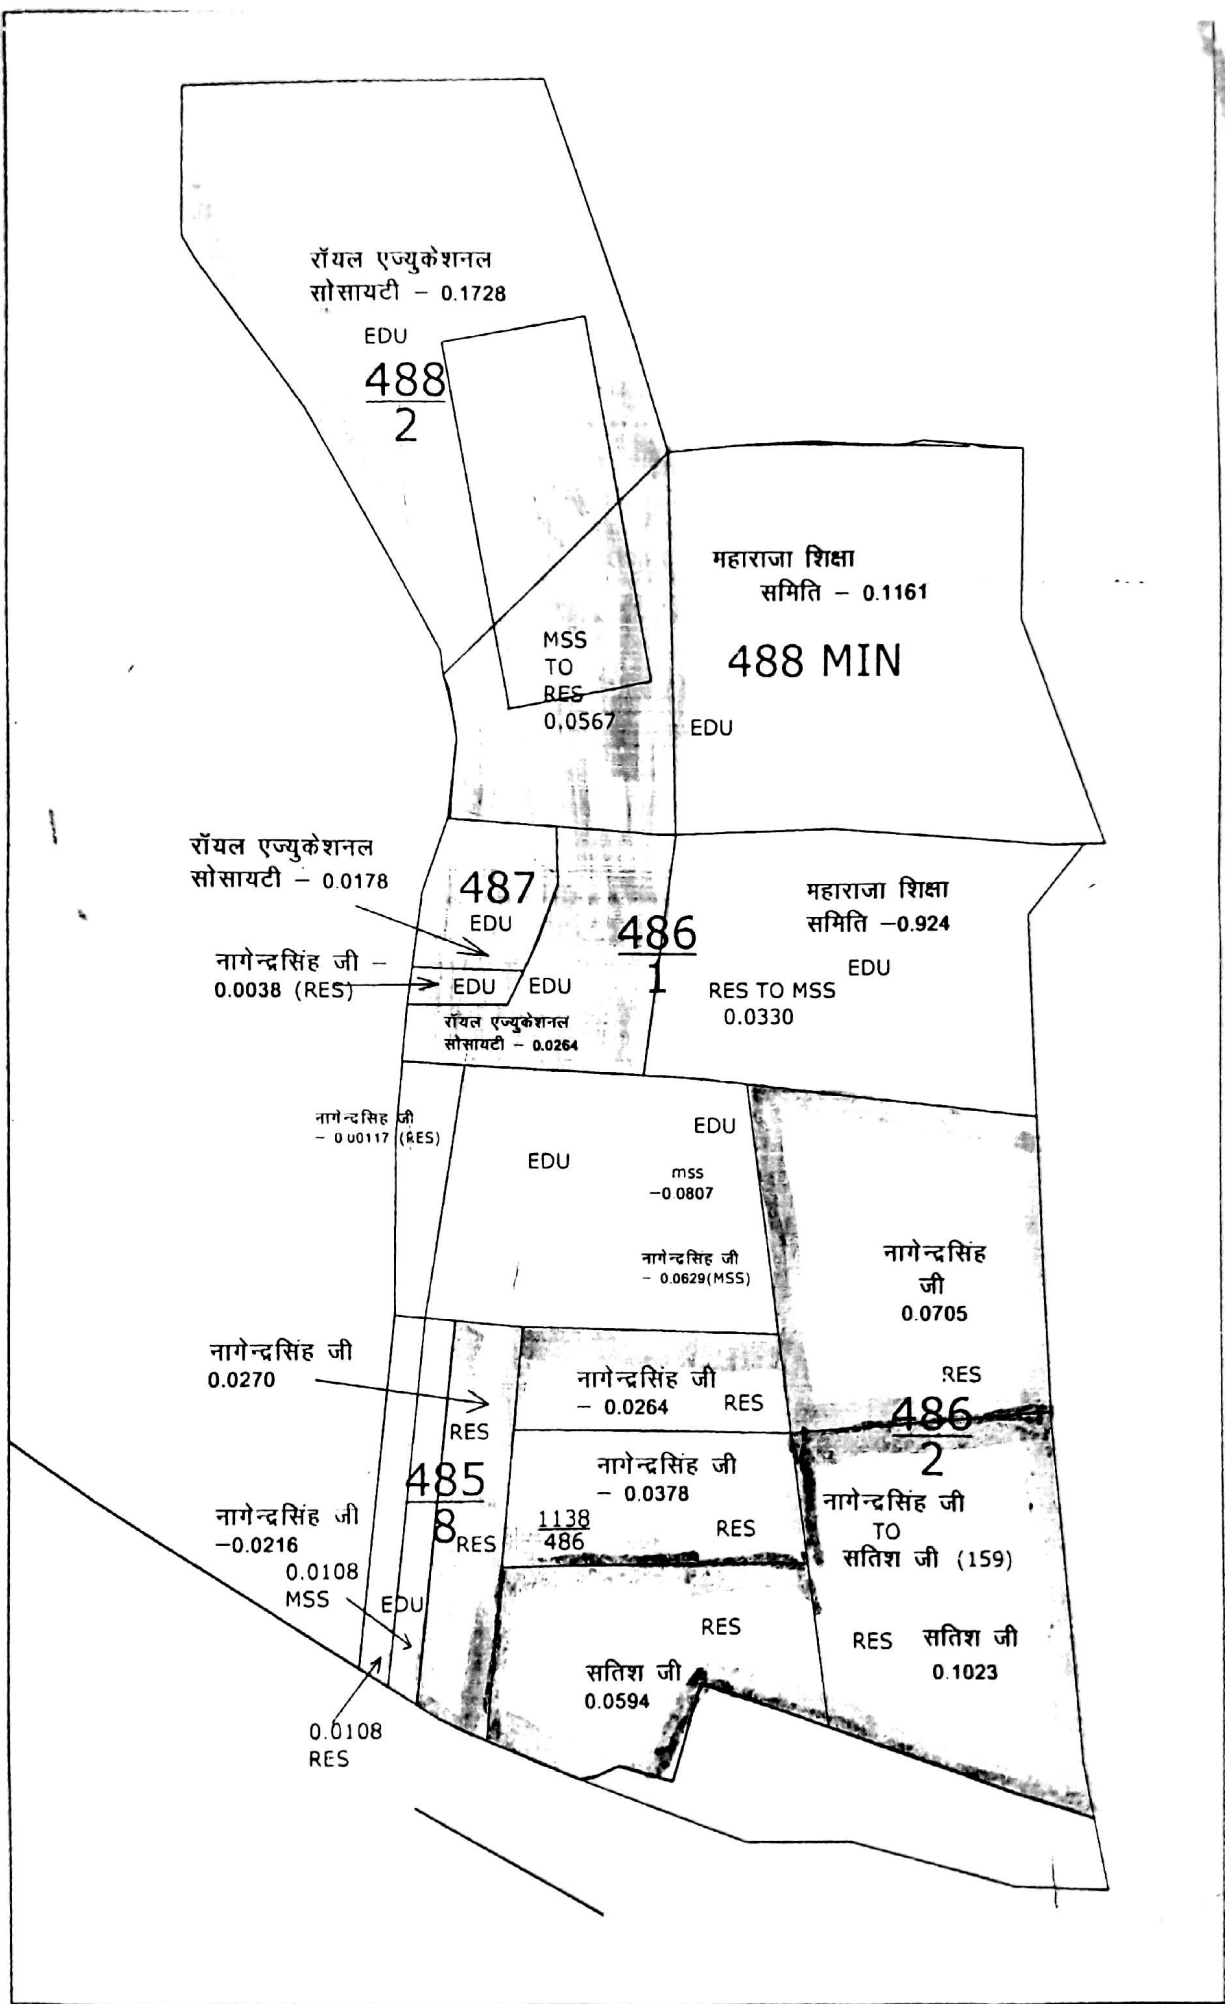 रॉयल एज्युकेशनल
सोसायटी – 0.1728
EDU
488
2
महाराजा शिक्षा
समिति – 0.1161
488 MIN
EDU
MSS
TO
RES
0.0567
रॉयल एज्युकेशनल
सोसायटी – 0.0178
487
EDU
नागेन्द्रसिंह जी –
0.0038 (RES)
EDU
EDU
रॉयल एज्युकेशनल
सोसायटी – 0.0264
486
1
महाराजा शिक्षा
समिति –0.924
EDU
RES TO MSS
0.0330
नागेन्द्रसिंह जी
– 0.00117 (RES)
EDU
EDU
mss
–0.0807
नागेन्द्रसिंह जी
– 0.0629(MSS)
नागेन्द्रसिंह
जी
0.0705
RES
486
2
नागेन्द्रसिंह जी
0.0270
RES
नागेन्द्रसिंह जी
– 0.0264
RES
नागेन्द्रसिंह जी
– 0.0378
1138
486
RES
485
8
RES
नागेन्द्रसिंह जी
–0.0216
0.0108
MSS
EDU
0.0108
RES
नागेन्द्रसिंह जी
TO
सतिश जी (159)
RES
सतिश जी
0.0594
RES सतिश जी
0.1023